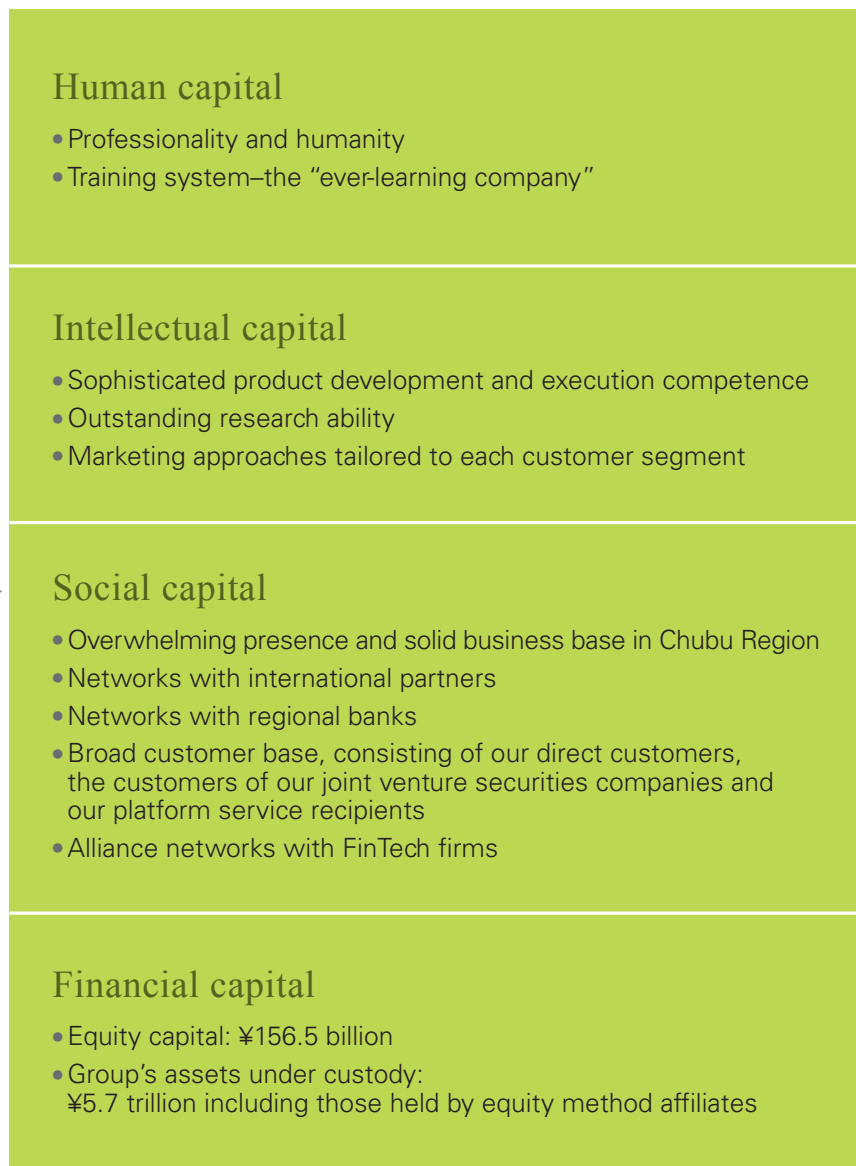 Human capital
• Professionality and humanity
• Training system–the “ever-learning company”
Intellectual capital
• Sophisticated product development and execution competence
• Outstanding research ability
• Marketing approaches tailored to each customer segment
Social capital
• Overwhelming presence and solid business base in Chubu Region
• Networks with international partners
• Networks with regional banks
• Broad customer base, consisting of our direct customers,
the customers of our joint venture securities companies and
our platform service recipients
• Alliance networks with FinTech firms
Financial capital
• Equity capital: ¥156.5 billion
• Group’s assets under custody:
¥5.7 trillion including those held by equity method affiliates